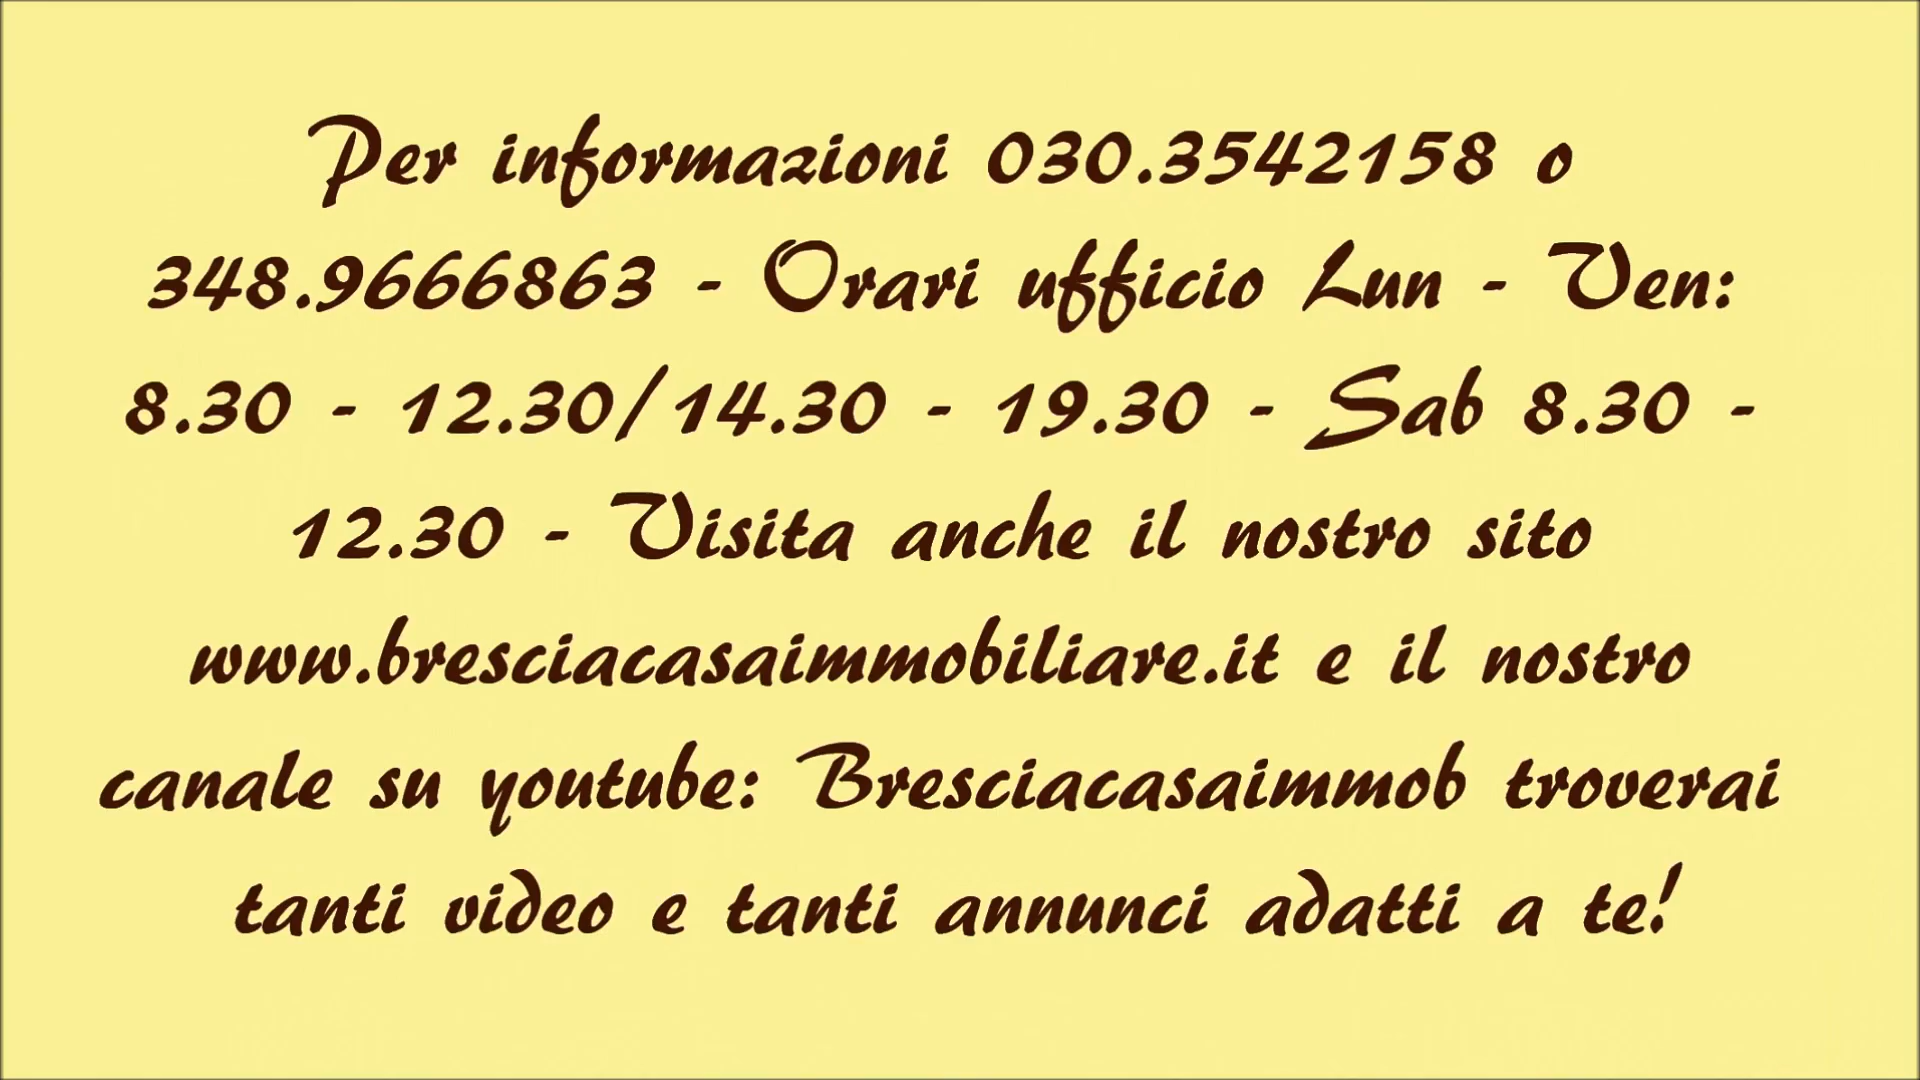 Per informazioni 030.3542158 o
348.9666863 - Orari ufficio Lun - Ven:
8.30 - 12.30/14.30 - 19.30 - Sab 8.30 -
12.30 - Visita anche il nostro sito
www.bresciacasaimmobiliare.it e il nostro
canale su youtube: Bresciacasaimmob troverai
tanti video e tanti annunci adatti a te!